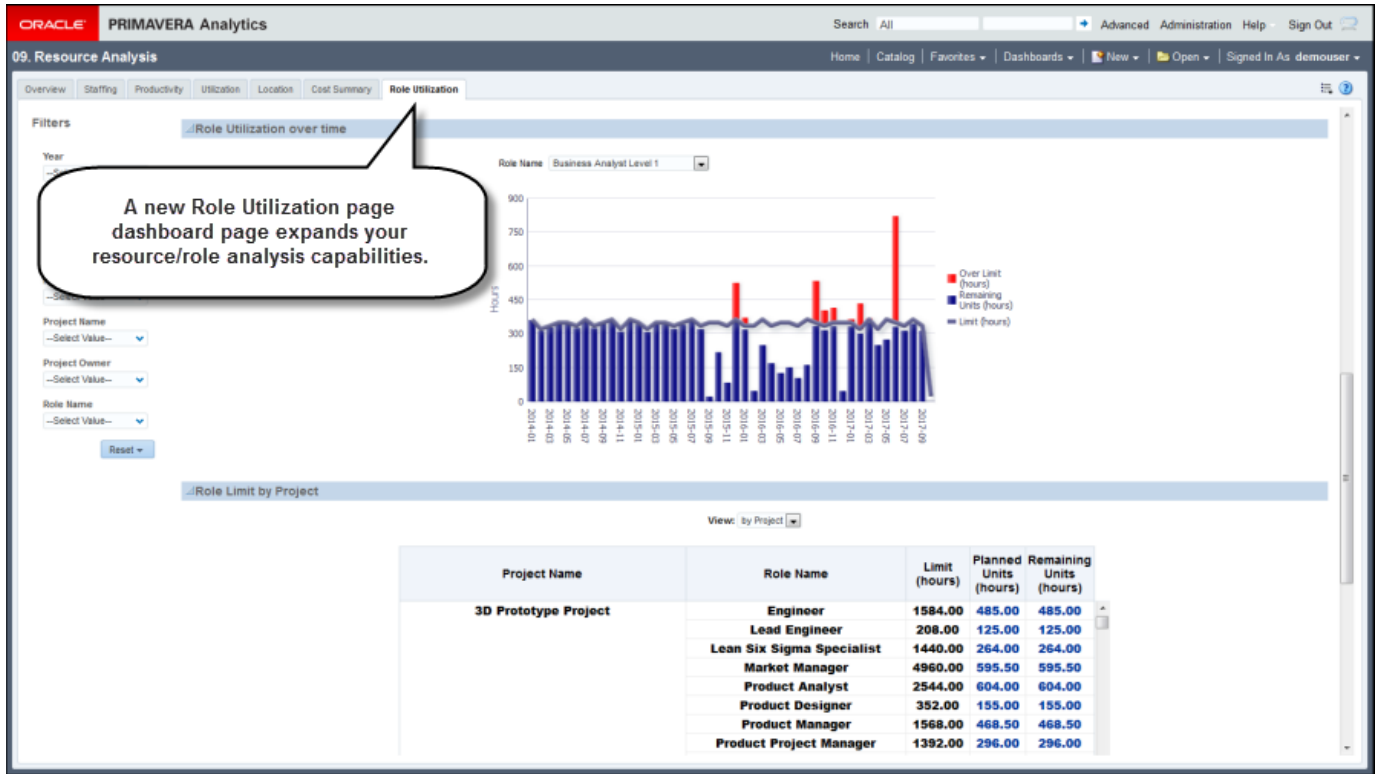 ORACLE PRIMAVERA Analytics Search All Advanced Administration Help Sign Out
09. Resource Analysis Home Catalog Favorites Dashboards New Open Signed In As demouser
Overview Staffing Productivity Utilization Location Cost Summary Role Utilization
Filters
Role Utilization over time
Year
Role Name Business Analyst Level 1
A new Role Utilization page
dashboard page expands your
resource/role analysis capabilities.
900
750
600
450
300
150
0
Hours
Over Limit
(hours)
Remaining
Units (hours)
Limit (hours)
2014-01
2014-03
2014-05
2014-07
2014-09
2014-11
2015-01
2015-03
2015-05
2015-07
2015-09
2015-11
2016-01
2016-03
2016-05
2016-07
2016-09
2016-11
2017-01
2017-03
2017-05
2017-07
2017-09
--Select Value--
Project Name
--Select Value--
Project Owner
--Select Value--
Role Name
--Select Value--
Reset
Role Limit by Project
View: by Project
Project Name Role Name Limit (hours) Planned Units (hours) Remaining Units (hours)
3D Prototype Project Engineer 1584.00 485.00 485.00
Lead Engineer 208.00 125.00 125.00
Lean Six Sigma Specialist 1440.00 264.00 264.00
Market Manager 4960.00 595.50 595.50
Product Analyst 2544.00 604.00 604.00
Product Designer 352.00 155.00 155.00
Product Manager 1568.00 468.50 468.50
Product Project Manager 1392.00 296.00 296.00